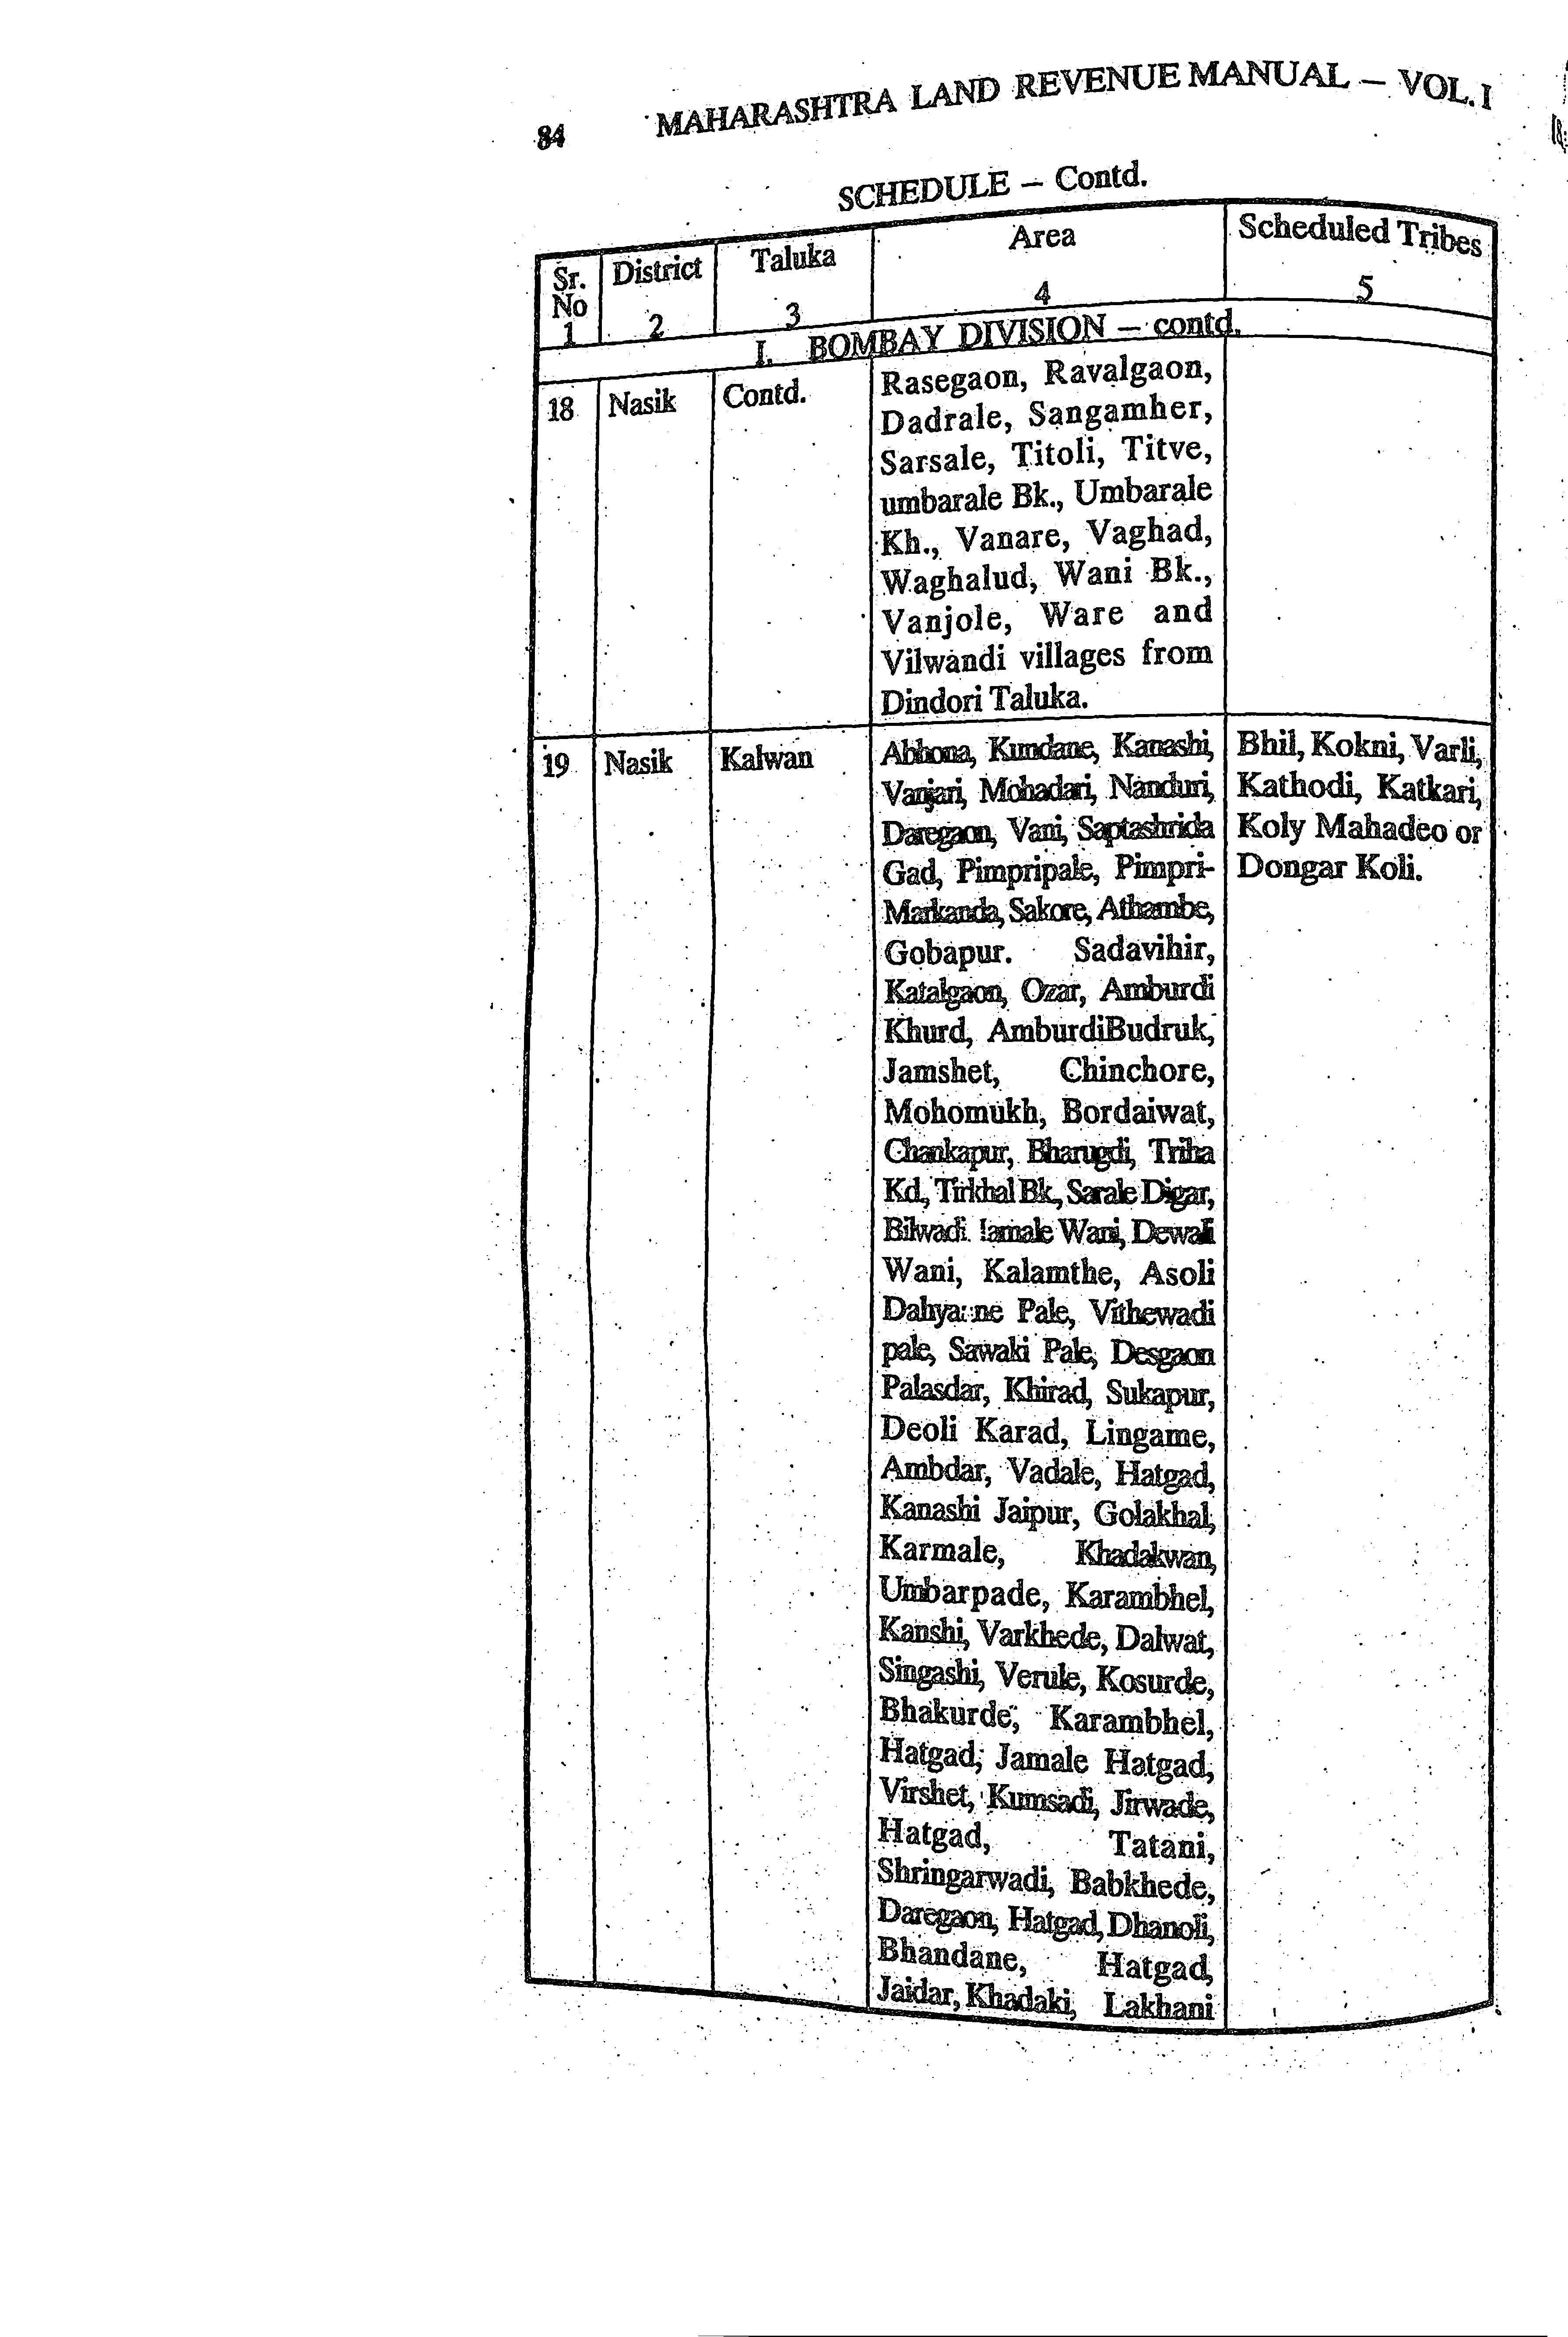 84 MAHARASHTRA LAND REVENUE MANUAL – VOL. I
SCHEDULE – Contd.
Sr. No District Taluka Area Scheduled Tribes
1 2 3 4 5
I. BOMBAY DIVISION – contd.
18 Nasik Contd. Rasegaon, Ravalgaon,
Dadrale, Sangamher,
Sarsale, Titoli, Titve,
umbarale Bk., Umbarale
Kh., Vanare, Vaghad,
Waghalud, Wani Bk.,
Vanjole, Ware and
Vilwandi villages from
Dindori Taluka.
19 Nasik Kalwan Abhona, Kundane, Kanashi, Bhil, Kokni, Varli,
Vanjari, Mohadari, Nanduri, Kathodi, Katkari,
Daregaon, Vani, Saptashrida Koly Mahadeo or
Gad, Pimpripale, Pimpri- Dongar Koli.
Markanda, Sakore, Athambe,
Gobapur. Sadavihir,
Katalgaon, Ozar, Amburdi
Khurd, AmburdiBudruk,
Jamshet, Chinchore,
Mohomukh, Bordaiwat,
Chankapur, Bharugdi, Triha
Kd., Tirkhal Bk., Sarale Digar,
Bilwadi. Jamale Wani, Dewali
Wani, Kalamthe, Asoli
Pale, Vithewadi
pale, Sawaki Pale, Desgaon
Palasdar, Khirad, Sukapur,
Deoli Karad, Lingame,
Ambdar, Vadale, Hatgad,
Kanashi Jaipur, Golakhal,
Karmale, Khadakwan,
Umbarpade, Karambhel,
Kanshi, Varkhede, Dalwat,
Singashi, Verule, Kosurde,
Bhakurde, Karambhel,
Hatgad, Jamale Hatgad,
Virshet, Kumsadi, Jirwade,
Hatgad, Tatani,
Shringarwadi, Babkhede,
Daregaon, Hatgad, Dhanoli,
Bhandane, Hatgad,
Jaidar, Khadaki, Lakhani